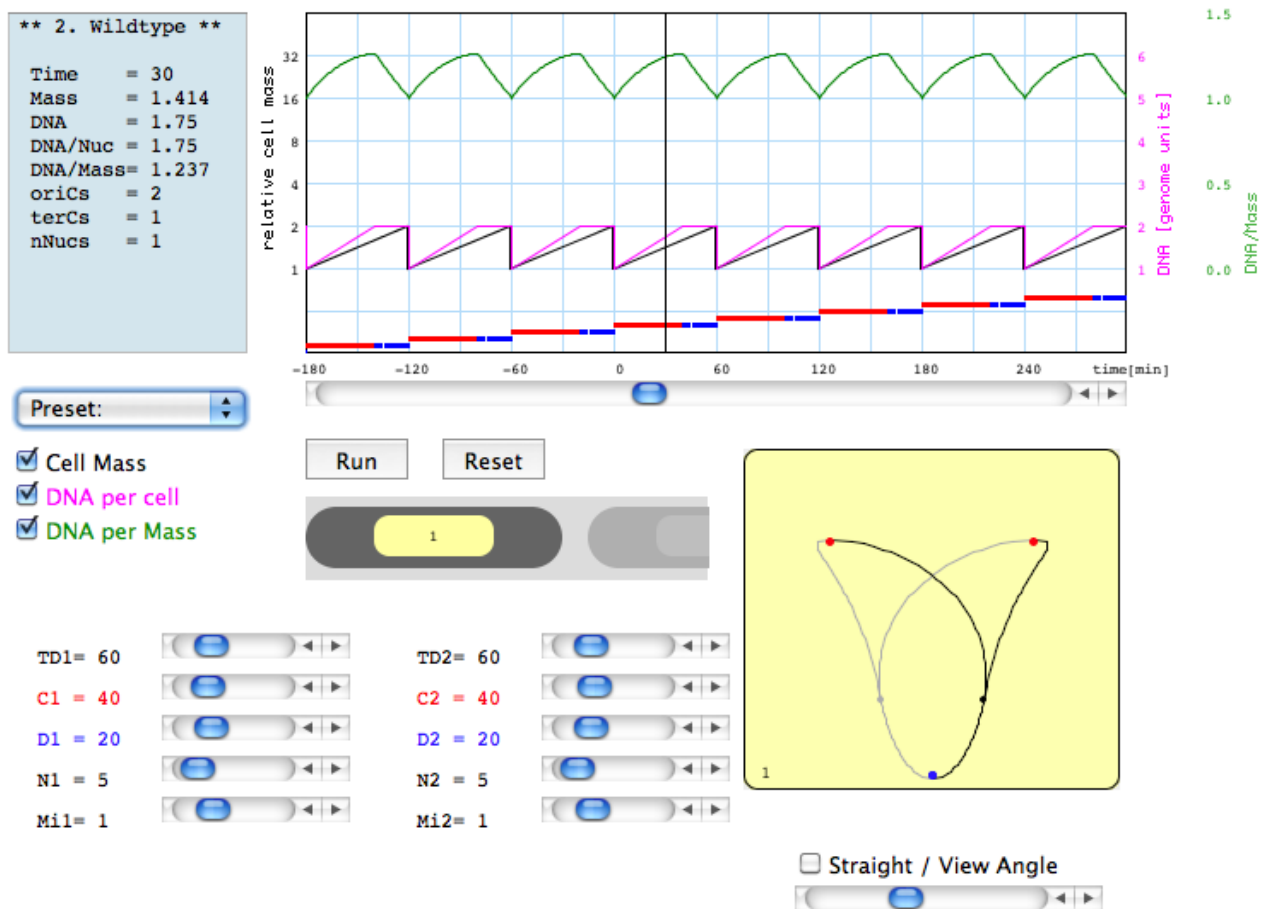 ** 2. Wildtype **
Time = 30
Mass = 1.414
DNA = 1.75
DNA/Nuc = 1.75
DNA/Mass= 1.237
oriCs = 2
terCs = 1
nNucs = 1
relative cell mass
32
16
8
4
2
1
6
5
4
3
2
1
DNA [genome units]
1.5
1.0
0.5
0.0
DNA/Mass
-180 -120 -60 0 60 120 180 240 time[min]
Preset:
Cell Mass
DNA per cell
DNA per Mass
Run Reset
1
1
TD1= 60 TD2= 60
C1 = 40 C2 = 40
D1 = 20 D2 = 20
N1 = 5 N2 = 5
Mi1= 1 Mi2= 1
Straight / View Angle